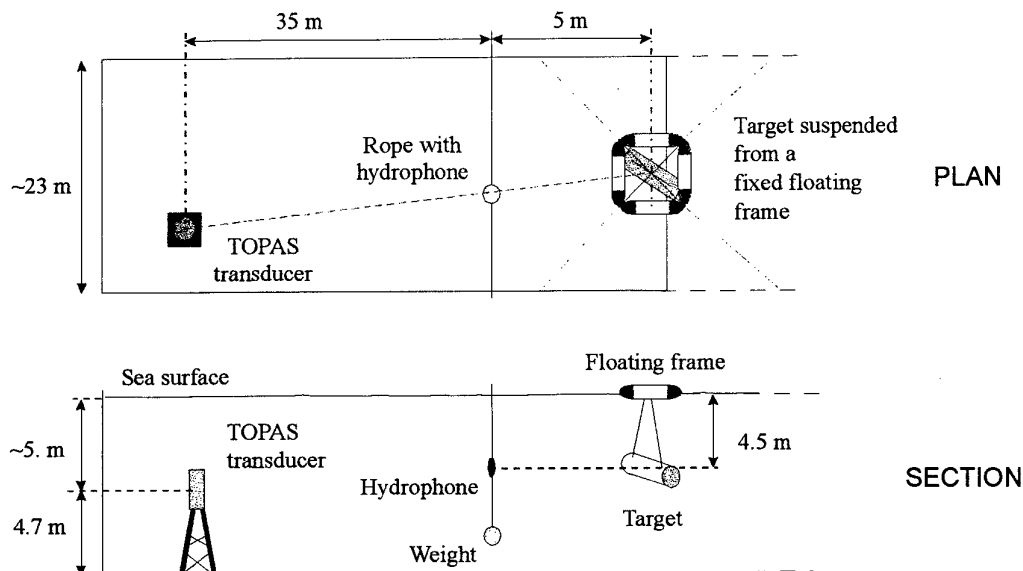 35 m
5 m
Rope with
hydrophone
Target suspended
from a
fixed floating
frame
PLAN
~23 m
TOPAS
transducer
Floating frame
Sea surface
~5. m
TOPAS
transducer
4.5 m
Hydrophone
SECTION
Target
4.7 m
Weight